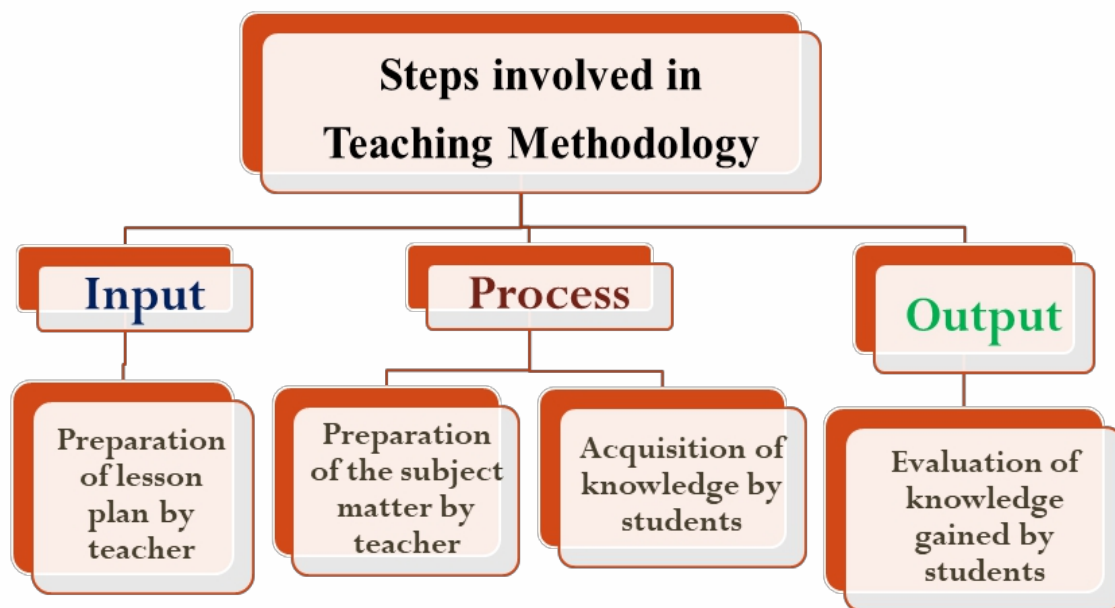 Steps involved in
Teaching Methodology
Input
Process
Output
Preparation
of lesson
plan by
teacher
Preparation
of the subject
matter by
teacher
Acquisition of
knowledge by
students
Evaluation of
knowledge
gained by
students